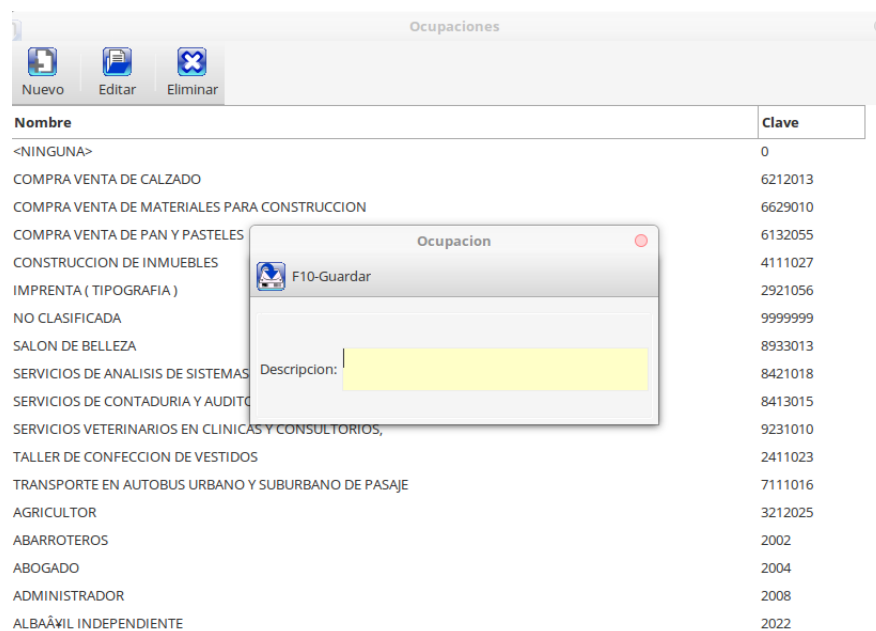 Ocupaciones
Nuevo Editar Eliminar
Nombre Clave
<NINGUNA> 0
COMPRA VENTA DE CALZADO 6212013
COMPRA VENTA DE MATERIALES PARA CONSTRUCCION 6629010
COMPRA VENTA DE PAN Y PASTELES 6132055
CONSTRUCCION DE INMUEBLES 4111027
IMPRENTA ( TIPOGRAFIA ) 2921056
NO CLASIFICADA 9999999
SALON DE BELLEZA 8933013
SERVICIOS DE ANALISIS DE SISTEMAS 8421018
SERVICIOS DE CONTADURIA Y 8413015
SERVICIOS VETERINARIOS EN CLINICAS Y CONSULTORIOS, 9231010
TALLER DE CONFECCION DE VESTIDOS 2411023
TRANSPORTE EN AUTOBUS URBANO Y SUBURBANO DE PASAJE 7111016
AGRICULTOR 3212025
ABARROTEROS 2002
ABOGADO 2004
ADMINISTRADOR 2008
ALBAÂ¥IL INDEPENDIENTE 2022
Ocupacion
F10-Guardar
Descripcion: